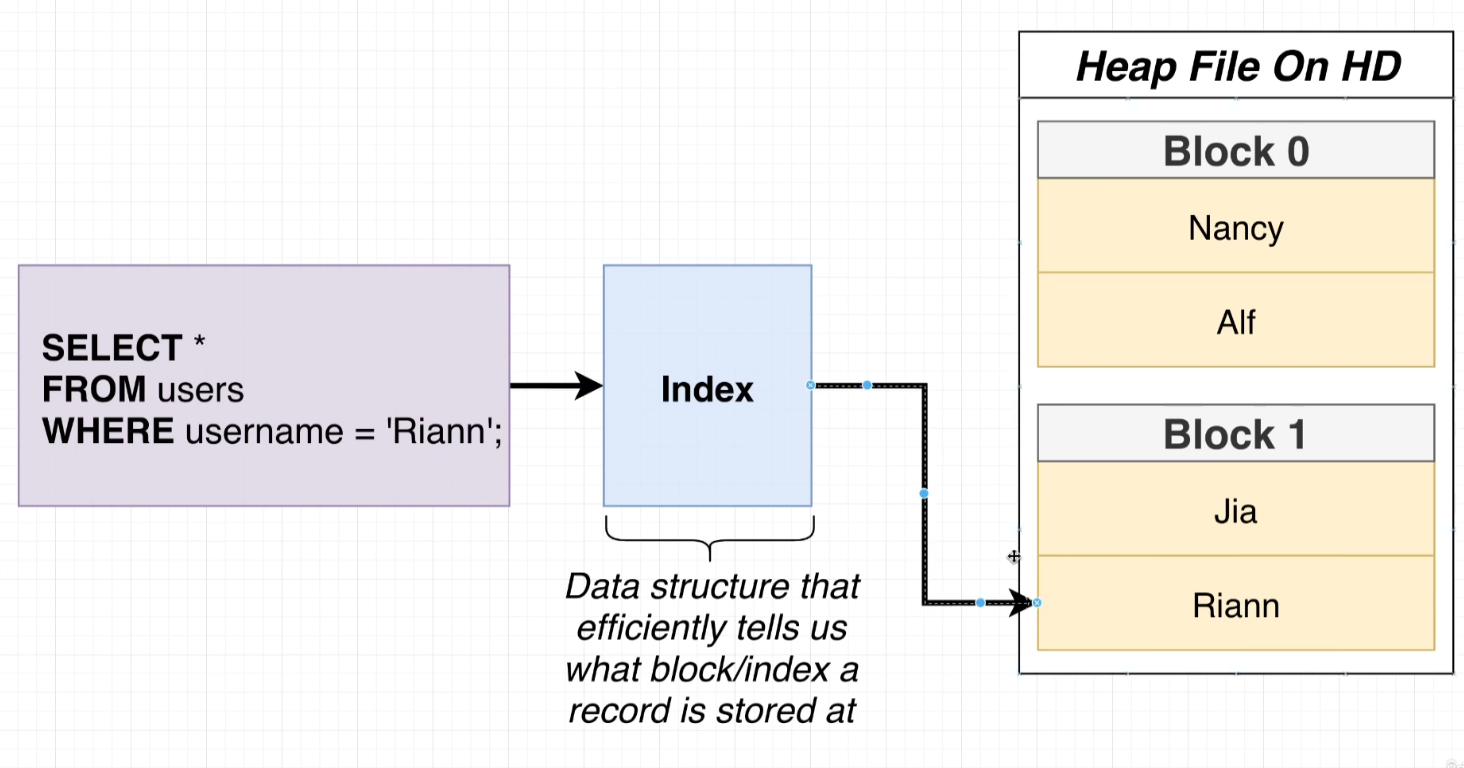 Heap File On HD
Block 0
Nancy
Alf
SELECT *
FROM users
WHERE username = 'Riann';
Index
Block 1
Jia
Riann
Data structure that
efficiently tells us
what block/index a
record is stored at